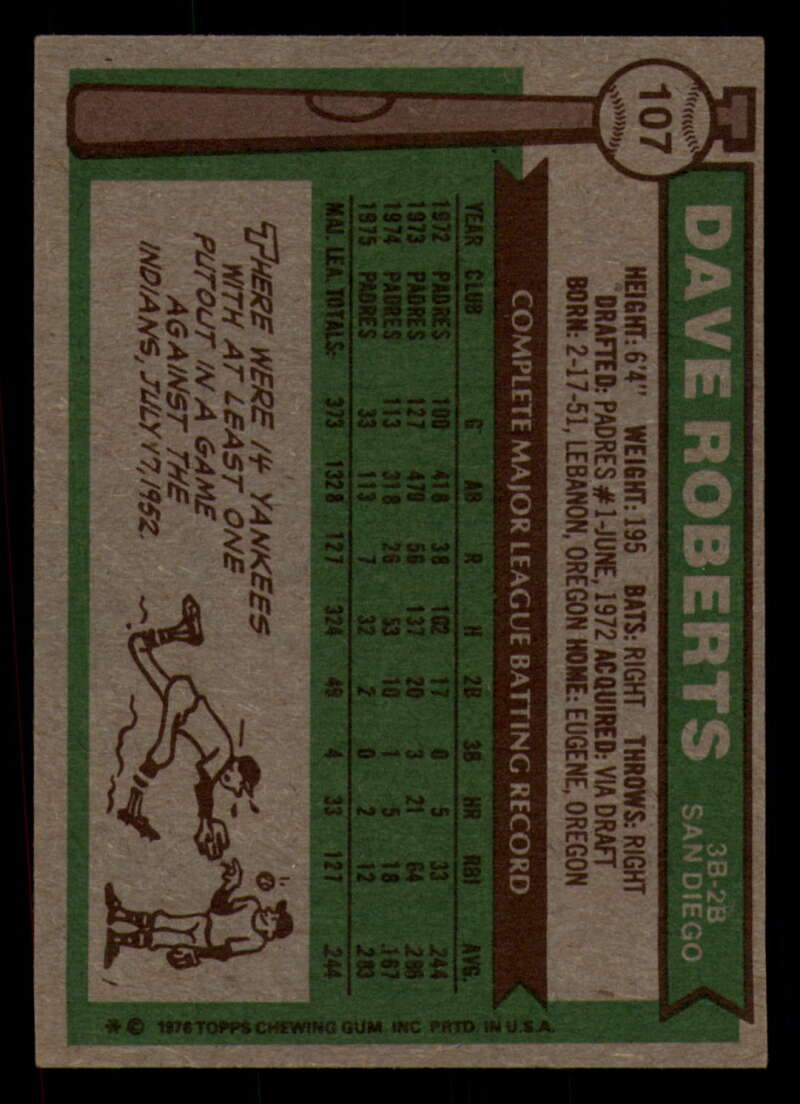 107
DAVE ROBERTS
3B-2B
SAN DIEGO
HEIGHT: 6'4" WEIGHT: 195 BATS: RIGHT THROWS: RIGHT
DRAFTED: PADRES #1-JUNE, 1972 ACQUIRED: VIA DRAFT
BORN: 2-17-51, LEBANON, OREGON HOME: EUGENE, OREGON
COMPLETE MAJOR LEAGUE BATTING RECORD
YEAR CLUB G AB R H 2B 3B HR RBI AVG.
1972 PADRES 100 418 38 102 17 0 5 33 .244
1973 PADRES 127 479 56 137 20 3 21 64 .286
1974 PADRES 113 318 26 53 10 1 5 18 .167
1975 PADRES 33 113 7 32 2 0 2 12 .283
MAJ. LEA. TOTALS: 373 1328 127 324 49 4 33 127 .244
THERE WERE 14 YANKEES
WITH AT LEAST ONE
PUTOUT IN A GAME
AGAINST THE
INDIANS, JULY 17, 1952.
* © 1976 TOPPS CHEWING GUM. INC. PRTD. IN U.S.A.